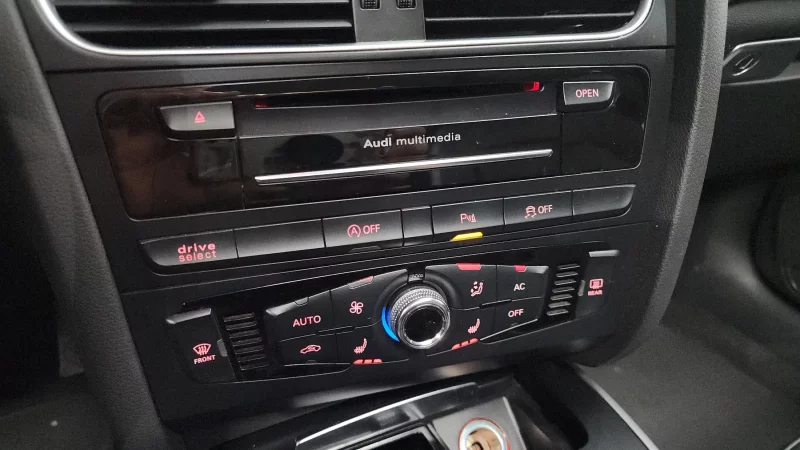 OPEN
Audi multimedia
drive select
A OFF
P
OFF
AUTO
AC
OFF
FRONT
REAR